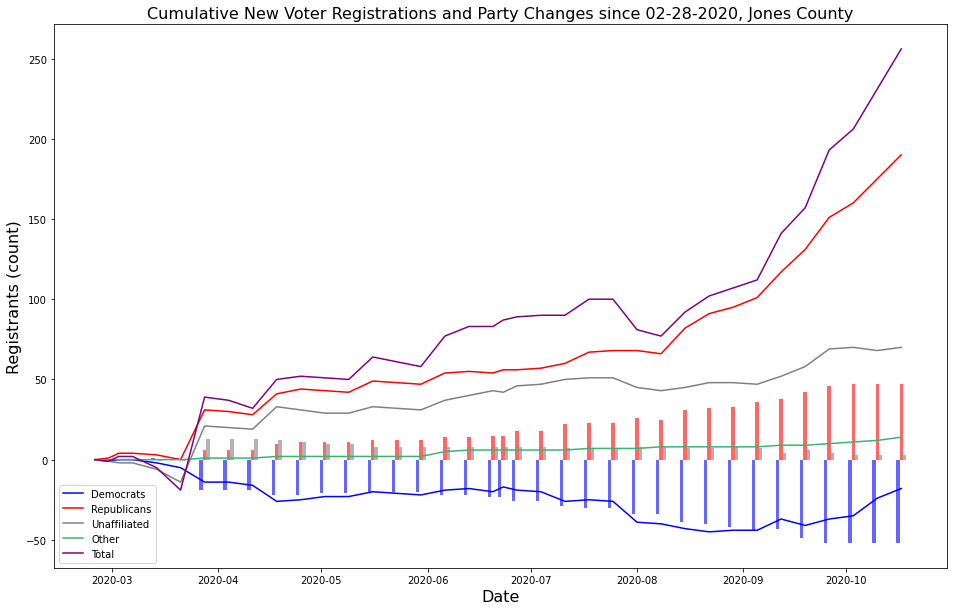 Cumulative New Voter Registrations and Party Changes since 02-28-2020, Jones County
Registrants (count)
250
200
150
100
50
0
−50
Democrats
Republicans
Unaffiliated
Other
Total
2020-03 2020-04 2020-05 2020-06 2020-07 2020-08 2020-09 2020-10
Date